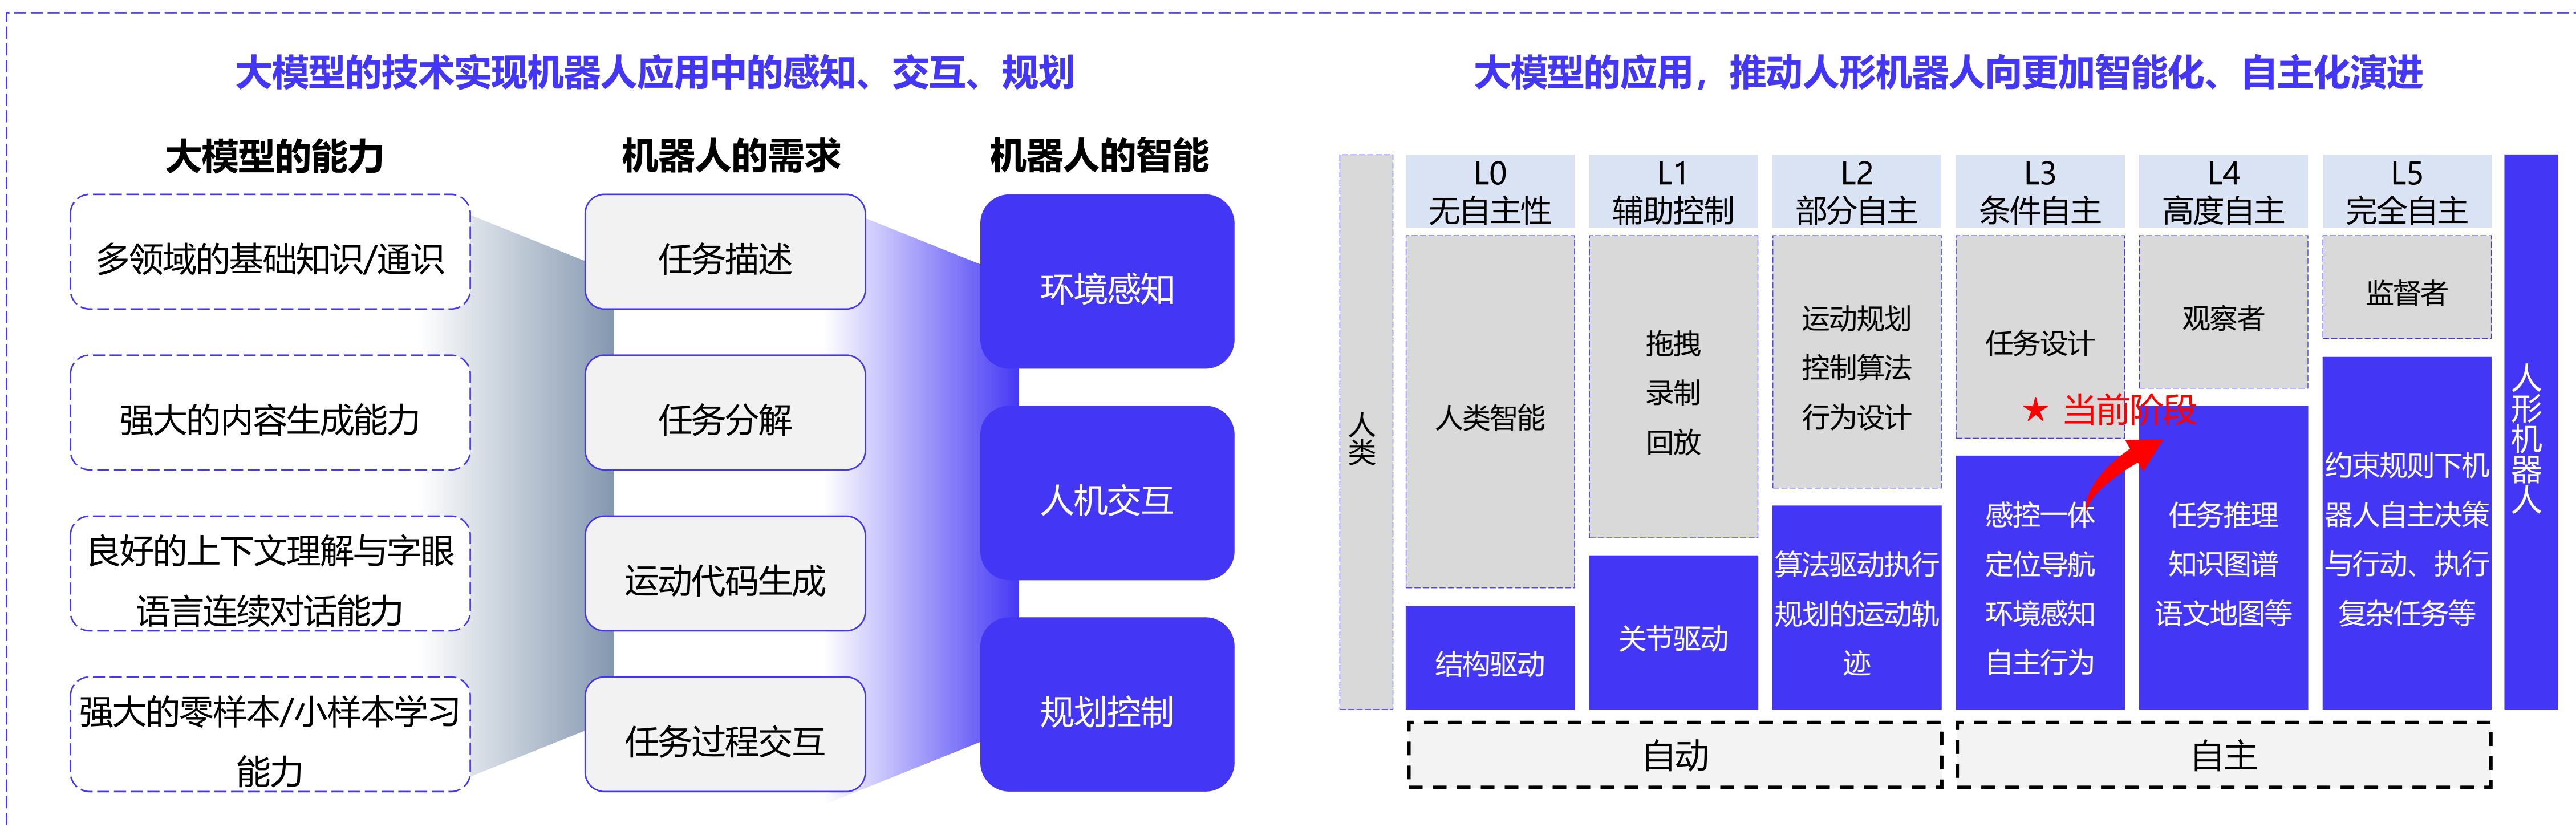 大模型的技术实现机器人应用中的感知、交互、规划
大模型的能力
机器人的需求
机器人的智能
多领域的基础知识/通识
强大的内容生成能力
良好的上下文理解与字眼
语言连续对话能力
强大的零样本/小样本学习
能力
任务描述
任务分解
运动代码生成
任务过程交互
环境感知
人机交互
规划控制
大模型的应用，推动人形机器人向更加智能化、自主化演进
人类
L0
无自主性
人类智能
结构驱动
L1
辅助控制
拖拽
录制
回放
关节驱动
L2
部分自主
运动规划
控制算法
行为设计
算法驱动执行
规划的运动轨
迹
L3
条件自主
任务设计
★ 当前阶段
感控一体
定位导航
环境感知
自主行为
L4
高度自主
观察者
任务推理
知识图谱
语文地图等
L5
完全自主
监督者
约束规则下机
器人自主决策
与行动、执行
复杂任务等
人形机器人
自动
自主